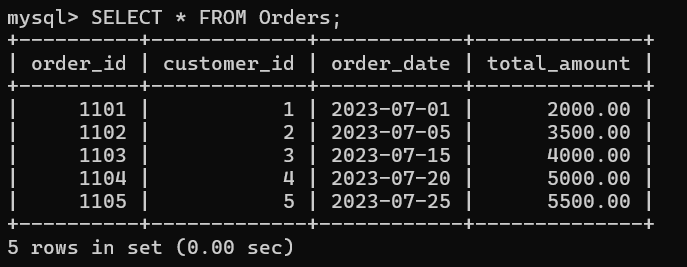 mysql> SELECT * FROM Orders;
+----------+-------------+------------+--------------+
| order_id | customer_id | order_date | total_amount |
+----------+-------------+------------+--------------+
|     1101 |           1 | 2023-07-01 |      2000.00 |
|     1102 |           2 | 2023-07-05 |      3500.00 |
|     1103 |           3 | 2023-07-15 |      4000.00 |
|     1104 |           4 | 2023-07-20 |      5000.00 |
|     1105 |           5 | 2023-07-25 |      5500.00 |
+----------+-------------+------------+--------------+
5 rows in set (0.00 sec)